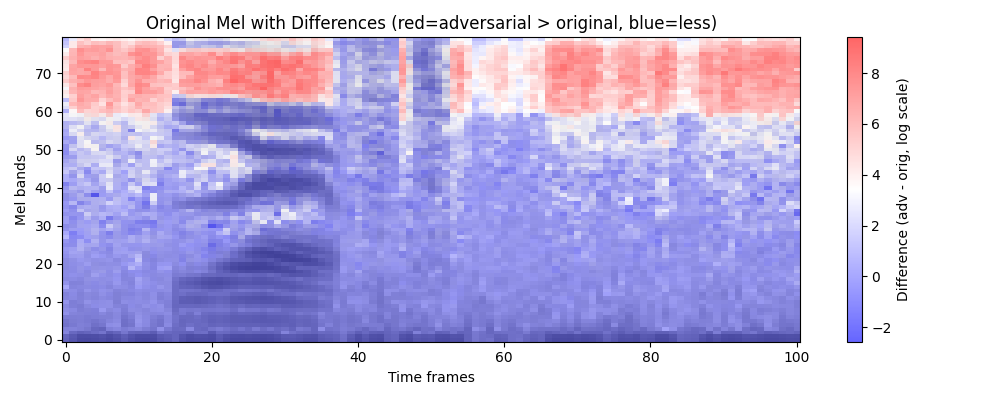 Original Mel with Differences (red=adversarial > original, blue=less)
Mel bands
70
60
50
40
30
20
10
0
0 20 40 60 80 100
Time frames
8
6
4
2
0
−2
Difference (adv - orig, log scale)